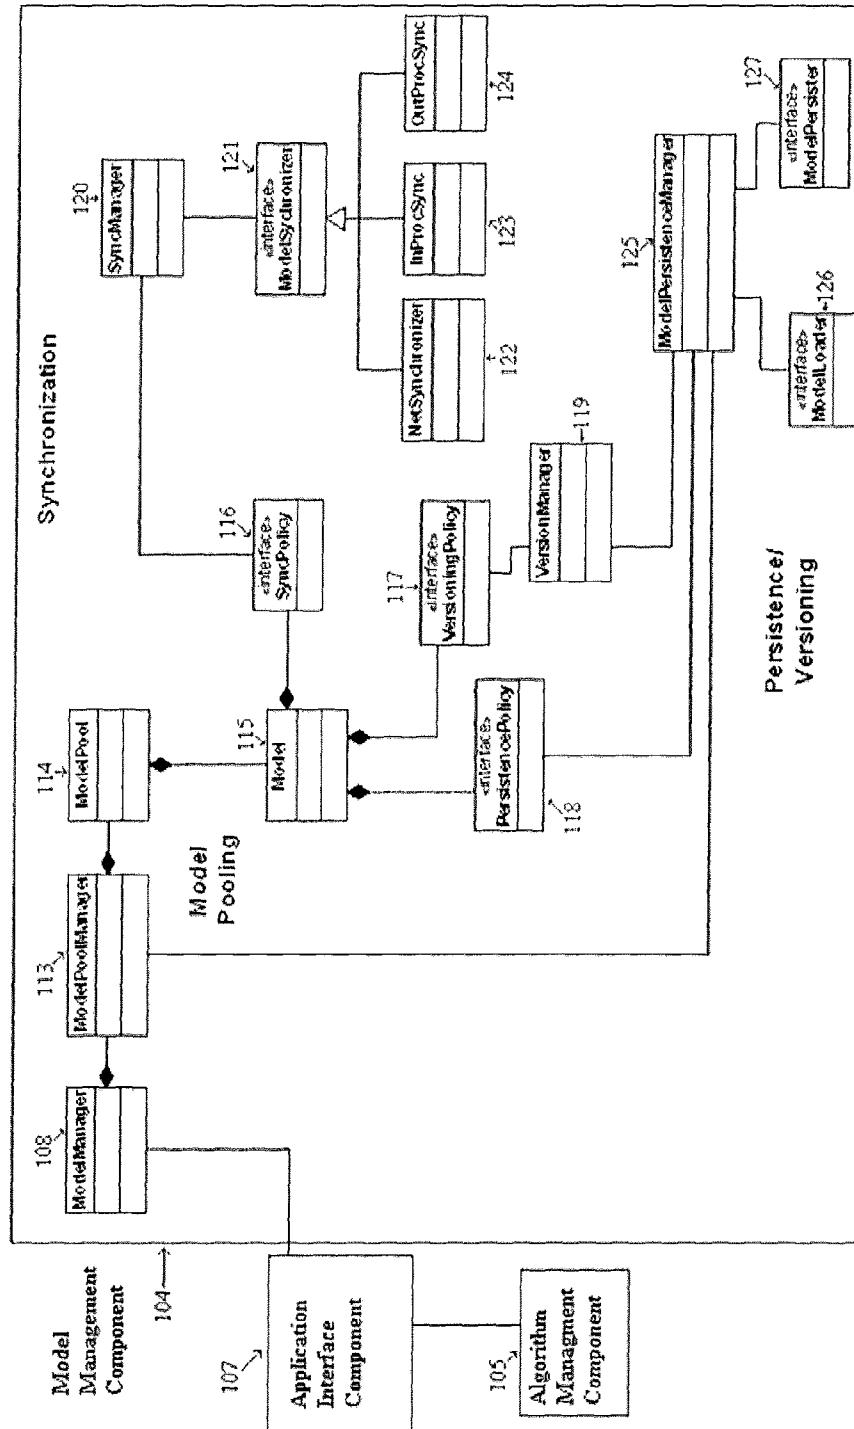 Model
Management
Component
104
107
Application
Interface
Component
105
Algorithm
Managment
Component
108
ModelManager
113
ModelPoolManager
114
ModelPool
Model
Pooling
115
Model
Synchronization
116
«interface»
SyncPolicy
117
«interface»
VersioningPolicy
«interface»
PersistencePolicy
118
VersionManager
119
120
SyncManager
121
«interface»
ModelSychronizer
NetSynchronizer
122
InProcSync
123
OutProcSync
124
125
ModelPersistenceManager
«interface»
ModelLoader
126
127
«interface»
ModelPersister
Persistence/
Versioning